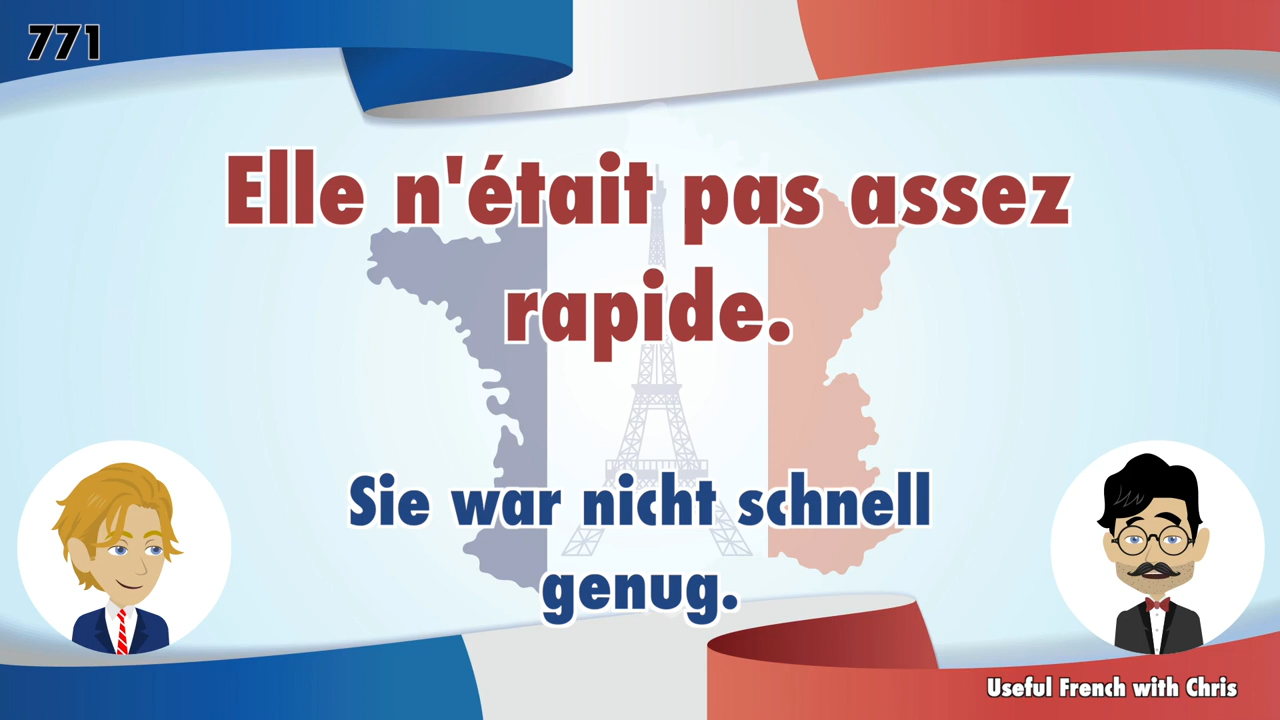 771
Elle n'était pas assez
rapide.
Sie war nicht schnell
genug.
Useful French with Chris